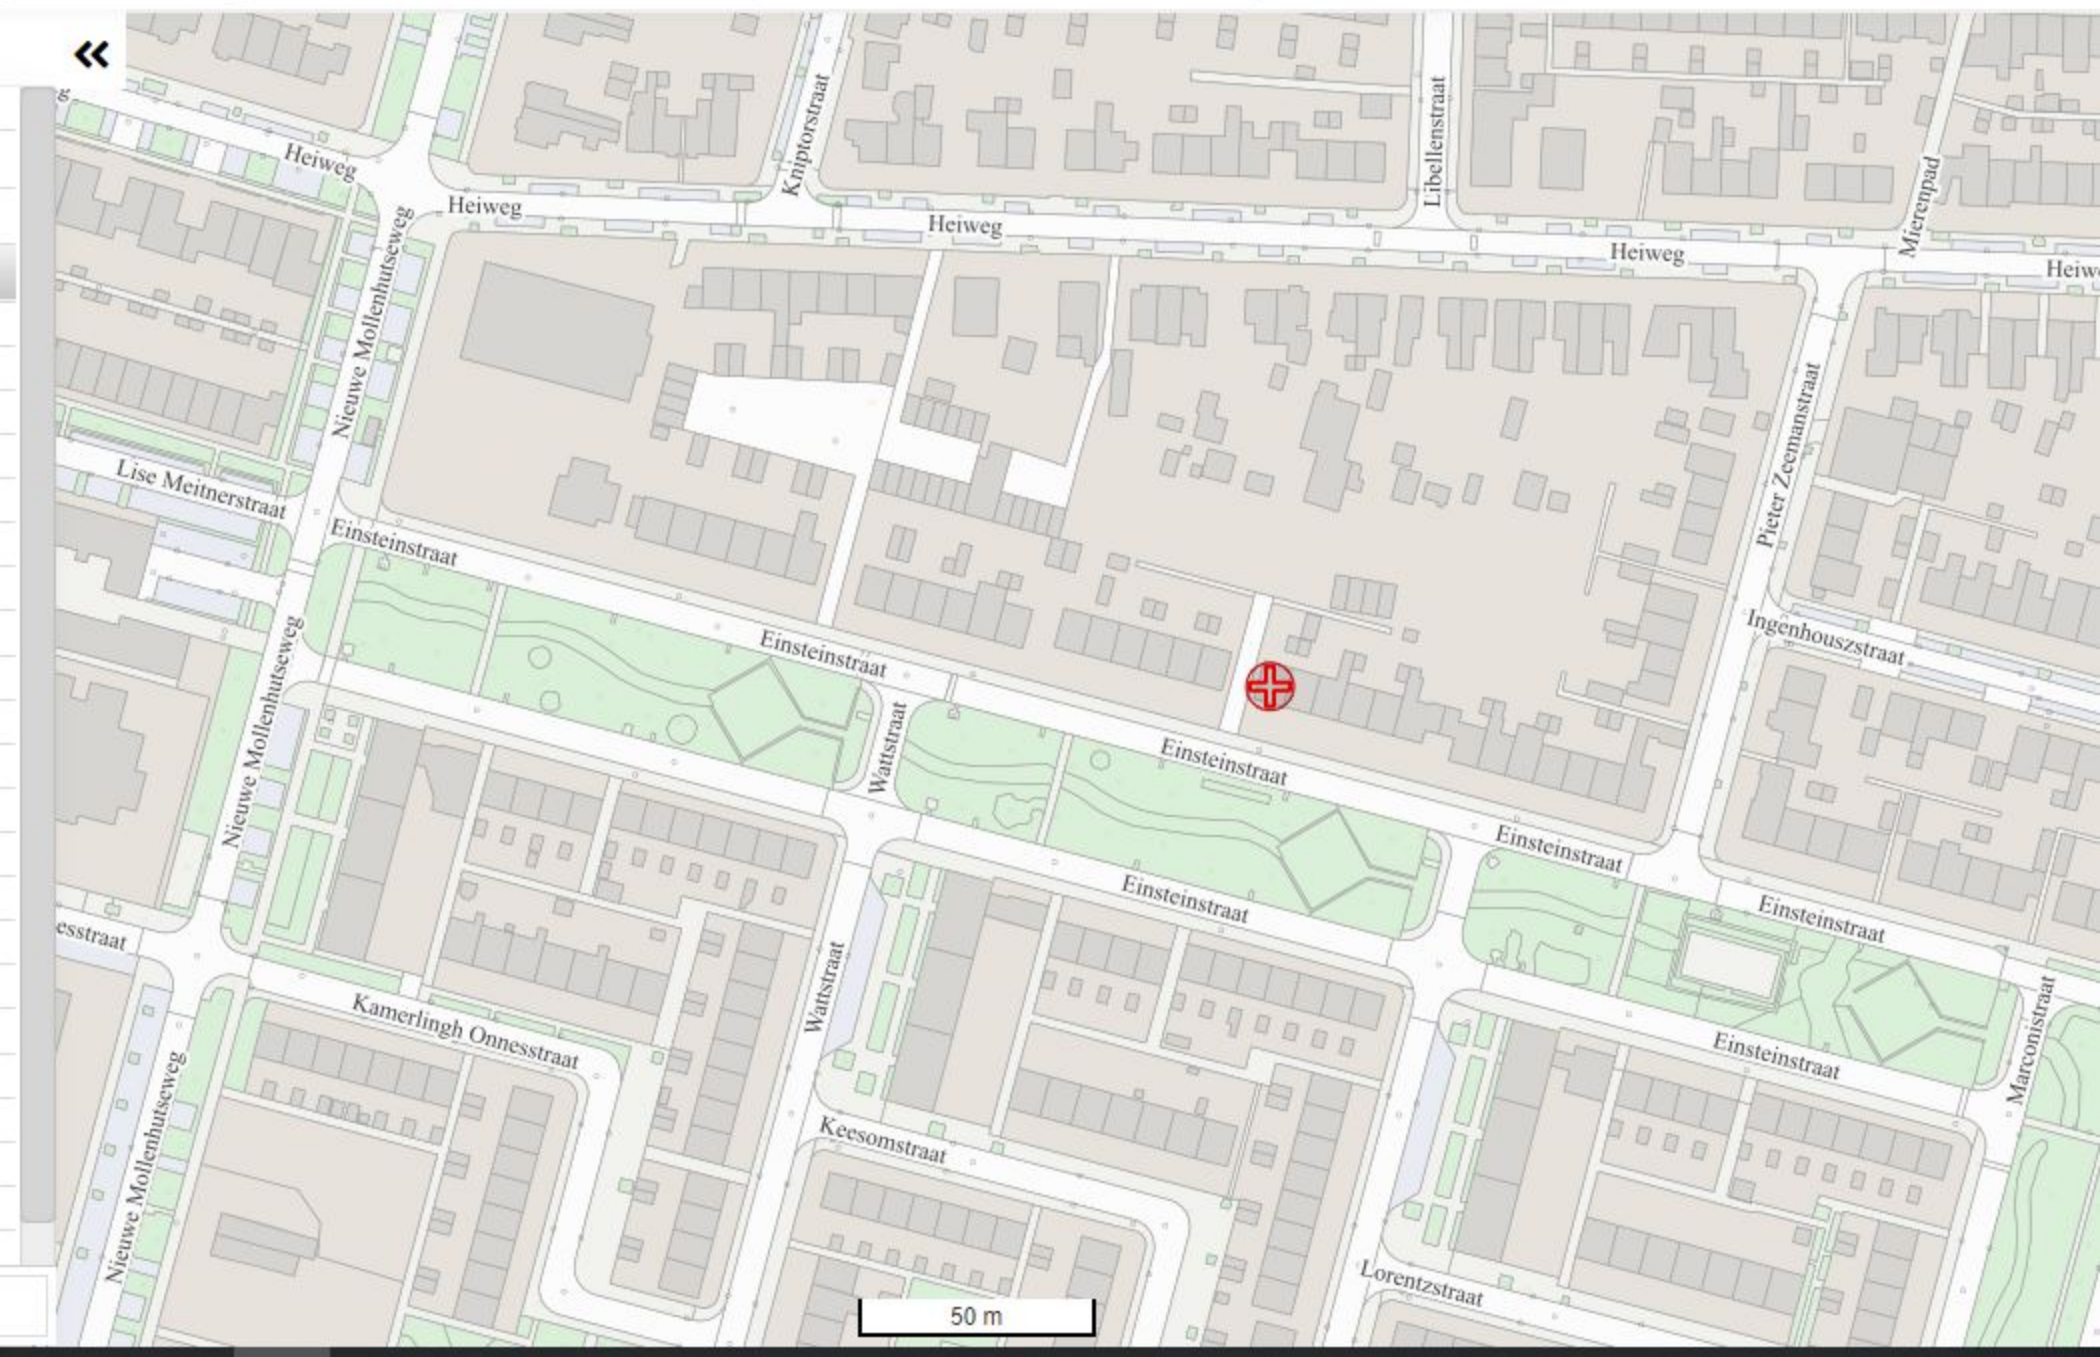 «
Heiweg
Kniptorstraat
Libellenstraat
Mierenpad
Heiweg
Heiweg
Heiweg
Heiw
Nieuwe Mollenhutseweg
Pieter Zeemanstraat
Lise Meitnerstraat
Einsteinstraat
Einsteinstraat
Ingenhouszstraat
Nieuwe Mollenhutseweg
Wattstraat
Einsteinstraat
Einsteinstraat
Einsteinstraat
Einsteinstraat
esstraat
Wattstraat
Kamerlingh Onnesstraat
Einsteinstraat
Marconistraat
Nieuwe Mollenhutseweg
Keesomstraat
Lorentzstraat
50 m